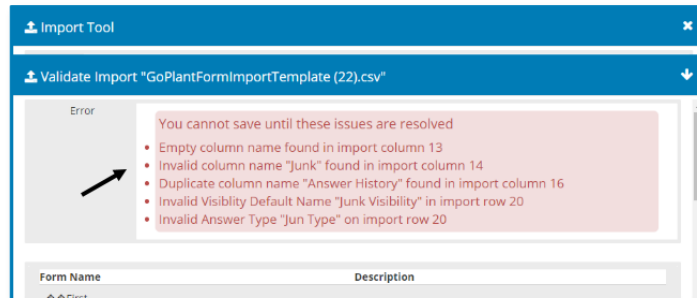 Import Tool
Validate Import "GoPlantFormImportTemplate (22).csv"
Error
You cannot save until these issues are resolved
Empty column name found in import column 13
Invalid column name "Junk" found in import column 14
Duplicate column name "Answer History" found in import column 16
Invalid Visiblity Default Name "Junk Visibility" in import row 20
Invalid Answer Type "Jun Type" on import row 20
Form Name Description
��First